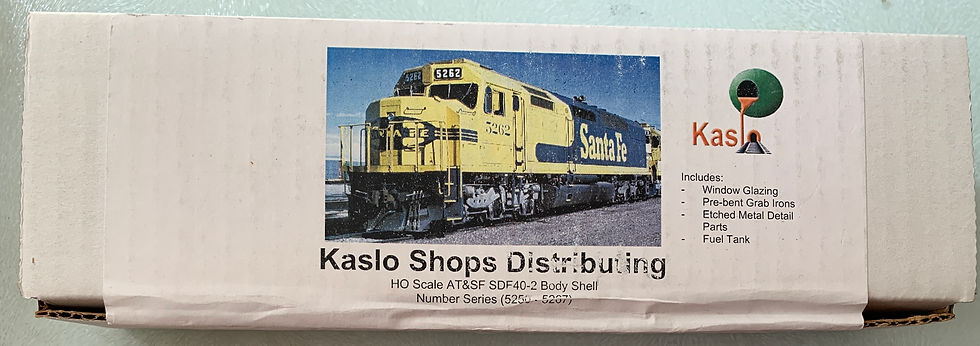 5262
5262
5262
Santa Fe
Kaslo
Includes:
- Window Glazing
- Pre-bent Grab Irons
- Etched Metal Detail
Parts
- Fuel Tank
Kaslo Shops Distributing
HO Scale AT&SF SDF40-2 Body Shell
Number Series (5250 - 5267)